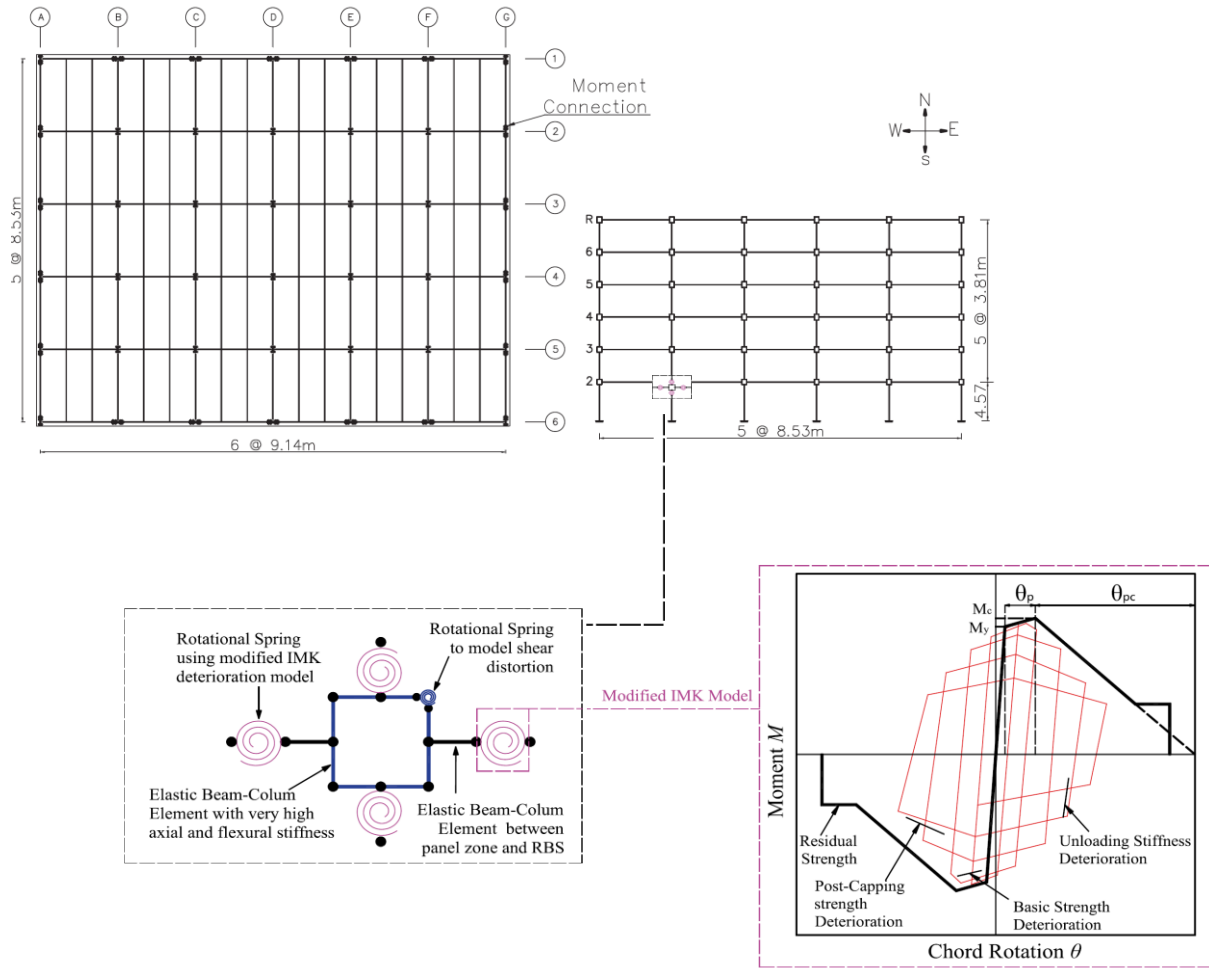 A B C D E F G
1
Moment
Connection
2
3
4
5
6
5 @ 8.53m
6 @ 9.14m
N
W E
S
R
6
5
4
3
2
5 @ 3.81m
4.57
5 @ 8.53m
Rotational Spring
using modified IMK
deterioration model
Rotational Spring
to model shear
distortion
Elastic Beam-Colum
Element with very high
axial and flexural stiffness
Elastic Beam-Colum
Element between
panel zone and RBS
Modified IMK Model
θp
θpc
Mc
My
Moment M
Residual
Strength
Post-Capping
strength
Deterioration
Unloading Stiffness
Deterioration
Basic Strength
Deterioration
Chord Rotation θ